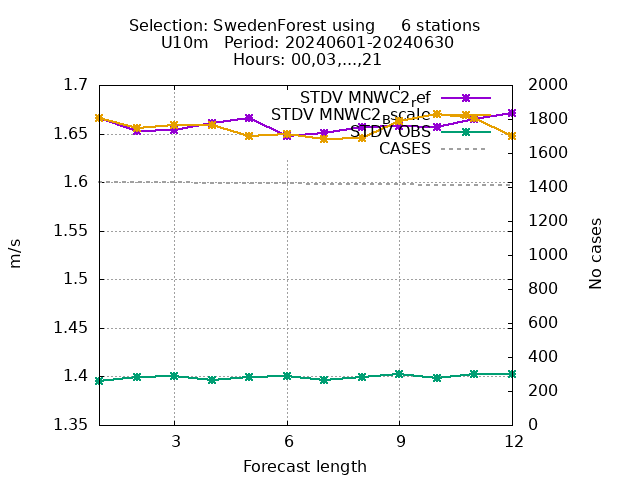 Selection: SwedenForest using 6 stations
U10m Period: 20240601-20240630
Hours: 00,03,...,21
1.7
1.65
1.6
1.55
1.5
1.45
1.4
1.35
2000
1800
1600
1400
1200
1000
800
600
400
200
0
STDV MNWC2_ref
STDV MNWC2_Bscale
STDV OBS
CASES
m/s
No cases
3
6
9
12
Forecast length